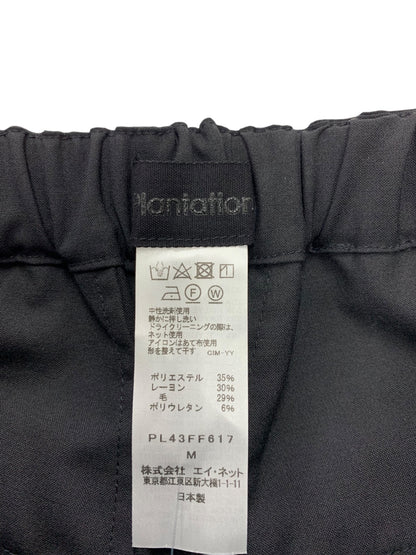 Plantation
中性洗剤使用
静かに押し洗い
ドライクリーニングの際は、
ネット使用
アイロンはあて布使用
形を整えて干す CIM-YY
ポリエステル 35%
レーヨン 30%
毛 29%
ポリウレタン 6%
PL43FF617
M
株式会社 エイ・ネット
東京都江東区新大橋1-1-11
日本製